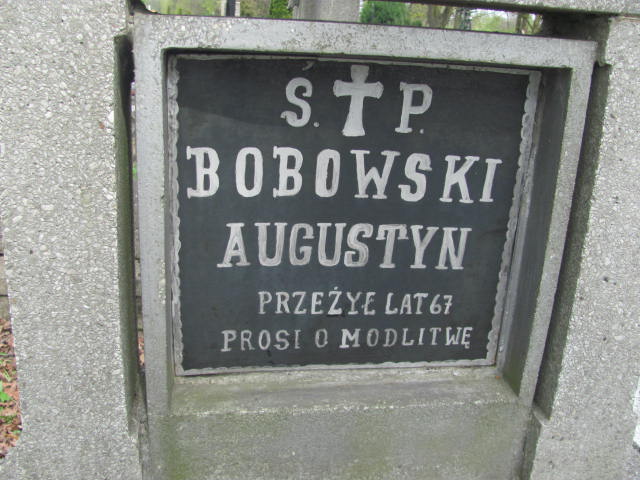 Ś. P.
BOBOWSKI
AUGUSTYN
PRZEŻYŁ LAT 67
PROSI O MODLITWĘ